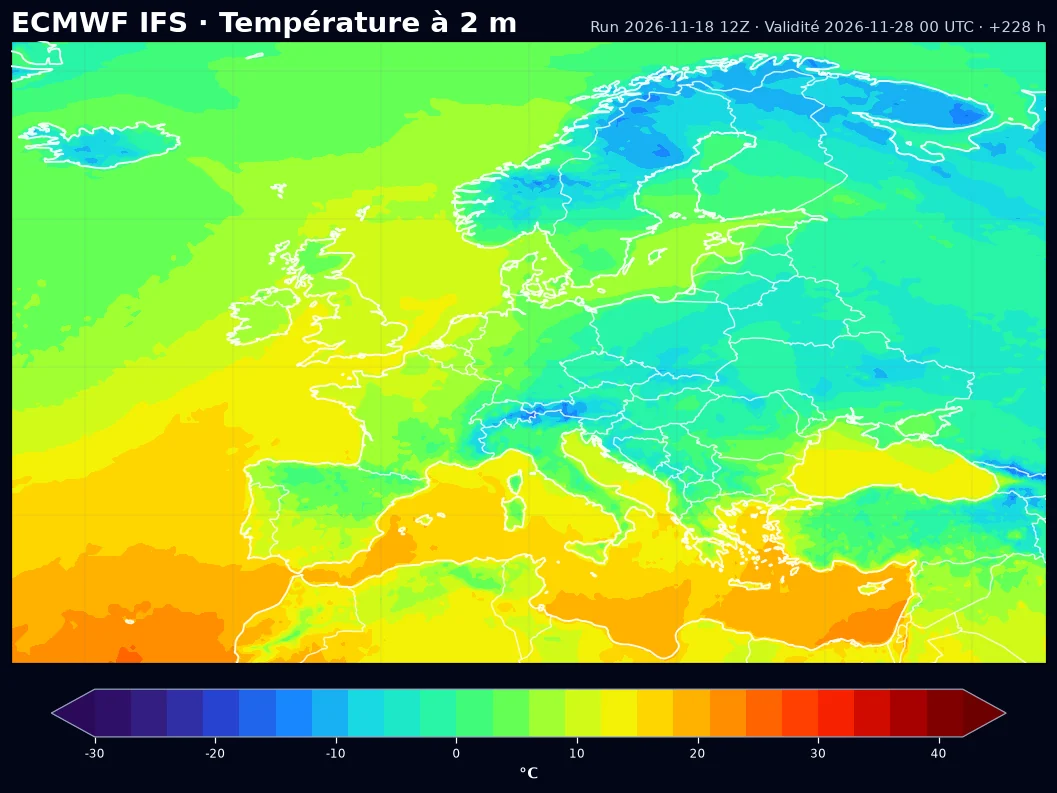 ECMWF IFS · Température à 2 m
Run 2026-11-18 12Z · Validité 2026-11-28 00 UTC · +228 h
-30 -20 -10 0 10 20 30 40
°C